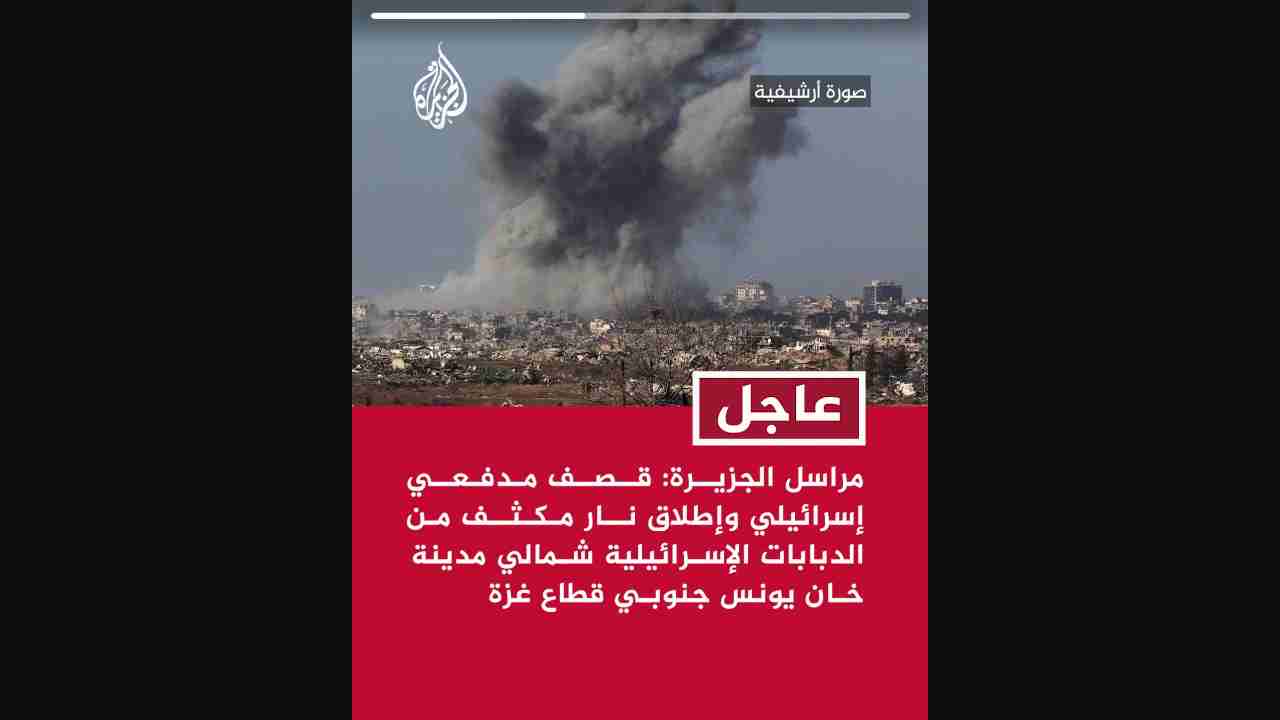 الجزيرة
صورة أرشيفية
عاجل
مراسل الجزيرة: قصف مدفعي
إسرائيلي وإطلاق نار مكثف من
الدبابات الإسرائيلية شمالي مدينة
خان يونس جنوبي قطاع غزة